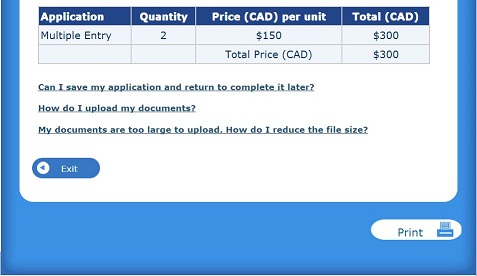 Application Quantity Price (CAD) per unit Total (CAD)
Multiple Entry 2 $150 $300
Total Price (CAD) $300
Can I save my application and return to complete it later?
How do I upload my documents?
My documents are too large to upload. How do I reduce the file size?
Exit
Print